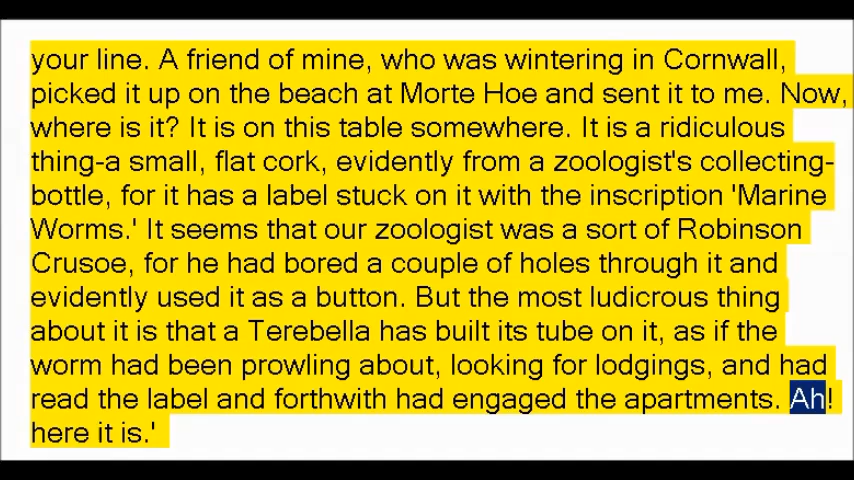 your line. A friend of mine, who was wintering in Cornwall,
picked it up on the beach at Morte Hoe and sent it to me. Now,
where is it? It is on this table somewhere. It is a ridiculous
thing-a small, flat cork, evidently from a zoologist's collecting-
bottle, for it has a label stuck on it with the inscription 'Marine
Worms.' It seems that our zoologist was a sort of Robinson
Crusoe, for he had bored a couple of holes through it and
evidently used it as a button. But the most ludicrous thing
about it is that a Terebella has built its tube on it, as if the
worm had been prowling about, looking for lodgings, and had
read the label and forthwith had engaged the apartments. Ah!
here it is.'